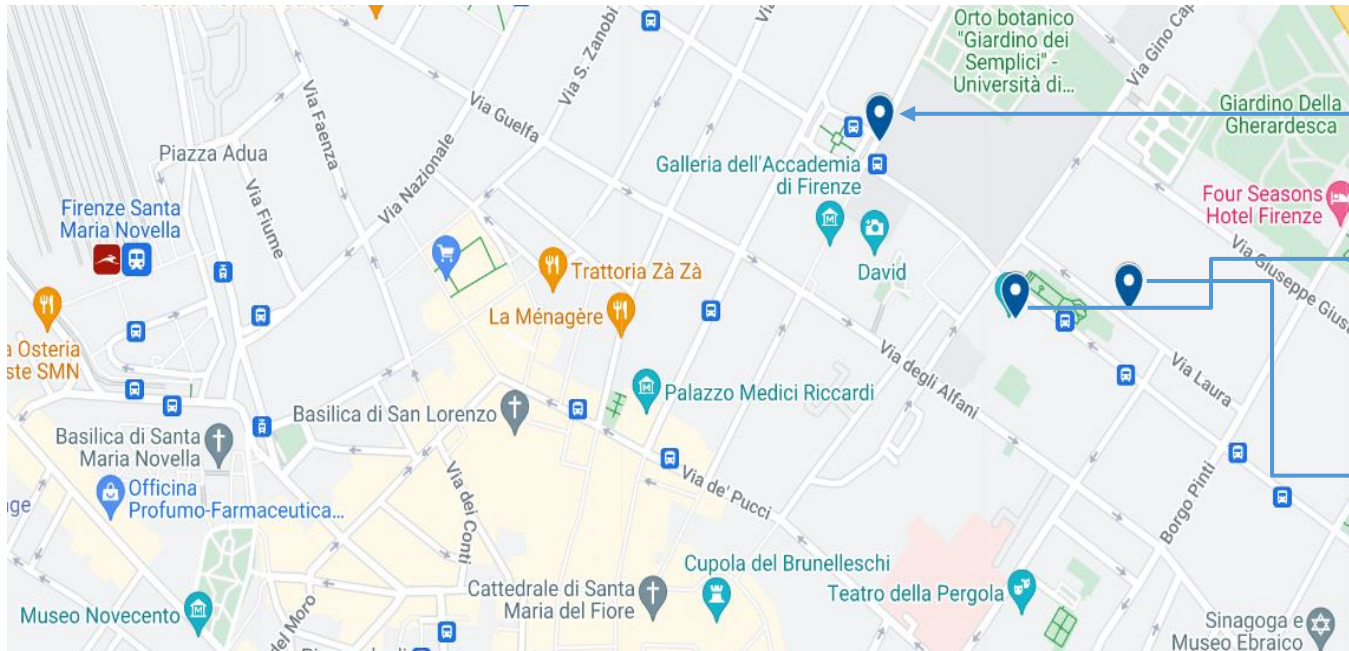 Via S. Zanobi
Orto botanico
"Giardino dei
Semplici" -
Università di...
Via Gino Cap
Via Guelfa
Via Faenza
Giardino Della
Gherardesca
Piazza Adua
Via Nazionale
Galleria dell'Accademia
di Firenze
Firenze Santa
Maria Novella
Via Fiume
Four Seasons
Hotel Firenze
David
Trattoria Zà Zà
Via Giuseppe Giust
La Ménagère
a Osteria
ste SMN
Via degli Alfani
Via Laura
Palazzo Medici Riccardi
Basilica di San Lorenzo
Basilica di Santa
Maria Novella
Via de' Pucci
Borgo Pinti
Officina
Profumo-Farmaceutica...
ge
Via dei Conti
Cupola del Brunelleschi
Cattedrale di Santa
Maria del Fiore
Teatro della Pergola
Museo Novecento
del Moro
Sinagoga e
Museo Ebraico